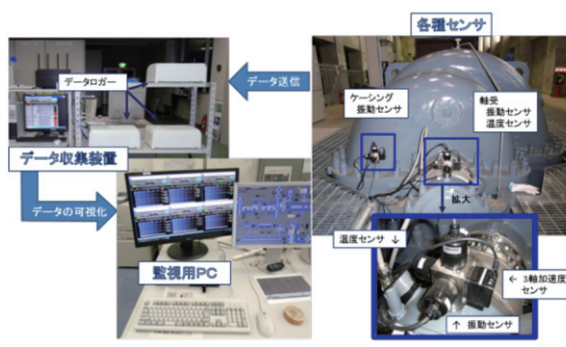 各種センサ
データロガー
データ送信
ケーシング
振動センサ
軸受
振動センサ
温度センサ
データ収集装置
データの可視化
拡大
監視用PC
温度センサ ↓
← 3軸加速度
センサ
↑ 振動センサ